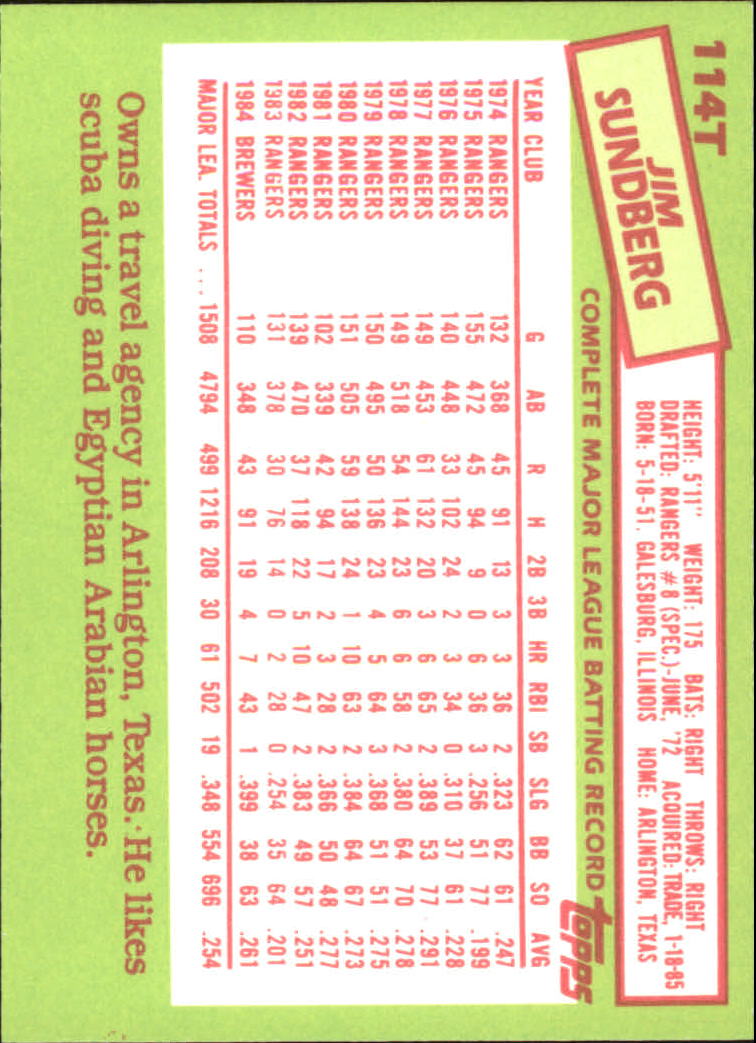 114T
JIM
SUNDBERG
HEIGHT: 5'11" WEIGHT: 175 BATS: RIGHT THROWS: RIGHT
DRAFTED: RANGERS #8 (SPEC.)-JUNE, '72 ACQUIRED: TRADE, 1-18-85
BORN: 5-18-51, GALESBURG, ILLINOIS HOME: ARLINGTON, TEXAS
COMPLETE MAJOR LEAGUE BATTING RECORD topps
YEAR CLUB G AB R H 2B 3B HR RBI SB SLG BB SO AVG
1974 RANGERS 132 368 45 91 13 3 3 36 2 .323 62 61 .247
1975 RANGERS 155 472 45 94 9 0 6 36 3 .256 51 77 .199
1976 RANGERS 140 448 33 102 24 2 3 34 0 .310 37 61 .228
1977 RANGERS 149 453 61 132 20 3 6 65 2 .389 53 77 .291
1978 RANGERS 149 518 54 144 23 6 6 58 2 .380 64 70 .278
1979 RANGERS 150 495 50 136 23 4 5 64 3 .368 51 51 .275
1980 RANGERS 151 505 59 138 24 1 10 63 2 .384 64 67 .273
1981 RANGERS 102 339 42 94 17 2 3 28 2 .366 50 48 .277
1982 RANGERS 139 470 37 118 22 5 10 47 2 .383 49 57 .251
1983 RANGERS 131 378 30 76 14 0 2 28 0 .254 35 64 .201
1984 BREWERS 110 348 43 91 19 4 7 43 1 .399 38 63 .261
MAJOR LEA. TOTALS ... 1508 4794 499 1216 208 30 61 502 19 .348 554 696 .254
Owns a travel agency in Arlington, Texas. He likes
scuba diving and Egyptian Arabian horses.